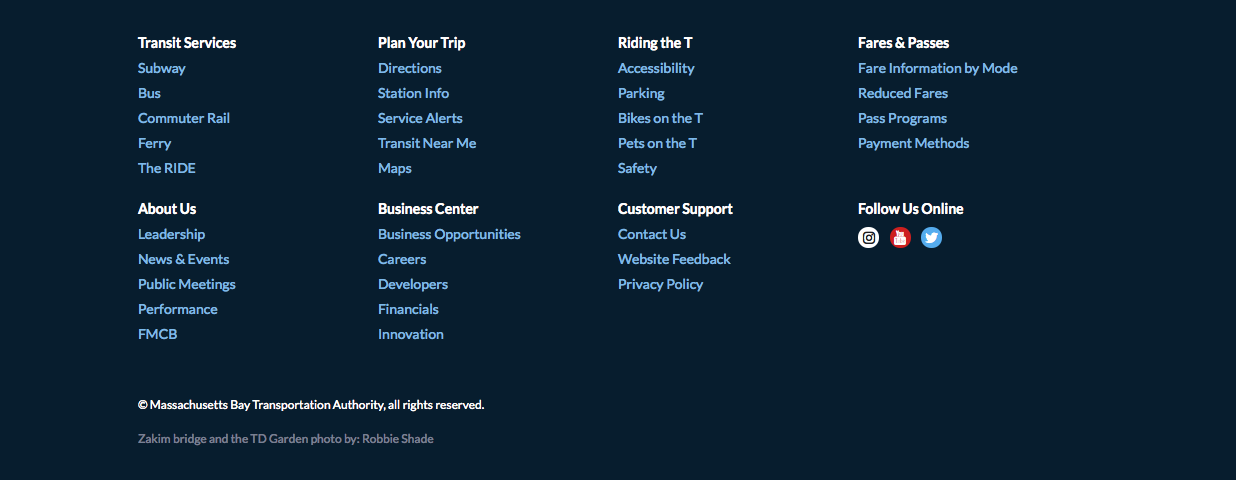 Transit Services
Subway
Bus
Commuter Rail
Ferry
The RIDE
Plan Your Trip
Directions
Station Info
Service Alerts
Transit Near Me
Maps
Riding the T
Accessibility
Parking
Bikes on the T
Pets on the T
Safety
Fares & Passes
Fare Information by Mode
Reduced Fares
Pass Programs
Payment Methods
About Us
Leadership
News & Events
Public Meetings
Performance
FMCB
Business Center
Business Opportunities
Careers
Developers
Financials
Innovation
Customer Support
Contact Us
Website Feedback
Privacy Policy
Follow Us Online
© Massachusetts Bay Transportation Authority, all rights reserved.
Zakim bridge and the TD Garden photo by: Robbie Shade